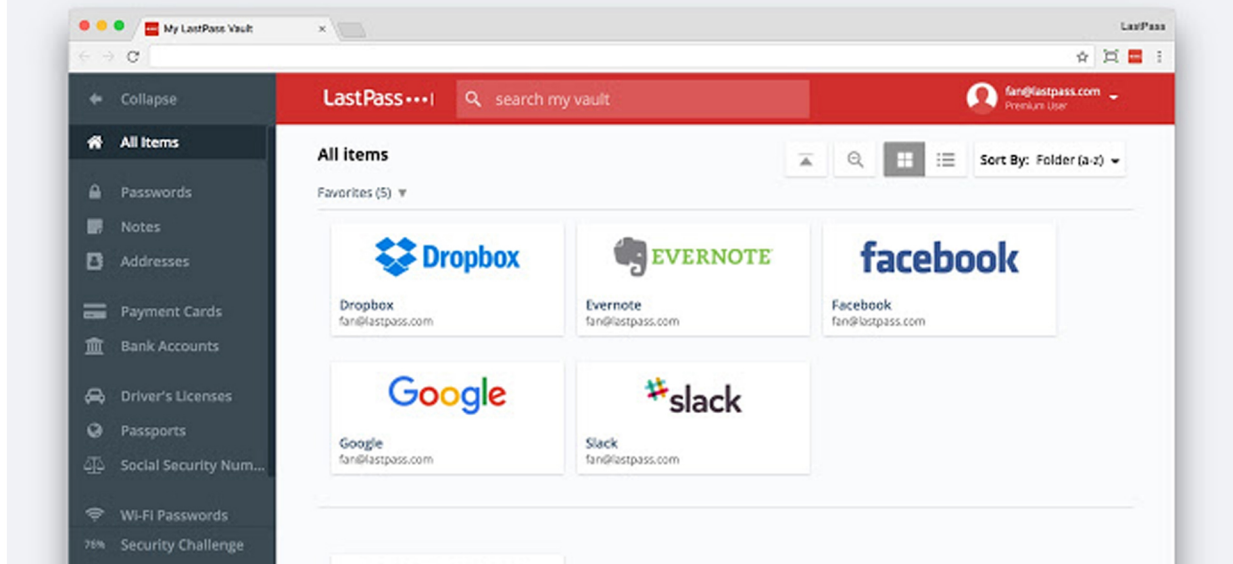 My LastPass Vault
LastPass
Collapse
LastPass
search my vault
fan@lastpass.com
Premium User
All Items
All items
Sort By: Folder (a-z)
Favorites (5)
Passwords
Notes
Addresses
Payment Cards
Bank Accounts
Driver's Licenses
Passports
Social Security Num...
Wi-Fi Passwords
76% Security Challenge
Dropbox
Dropbox
fan@lastpass.com
EVERNOTE
Evernote
fan@lastpass.com
facebook
Facebook
fan@lastpass.com
Google
Google
fan@lastpass.com
slack
Slack
fan@lastpass.com